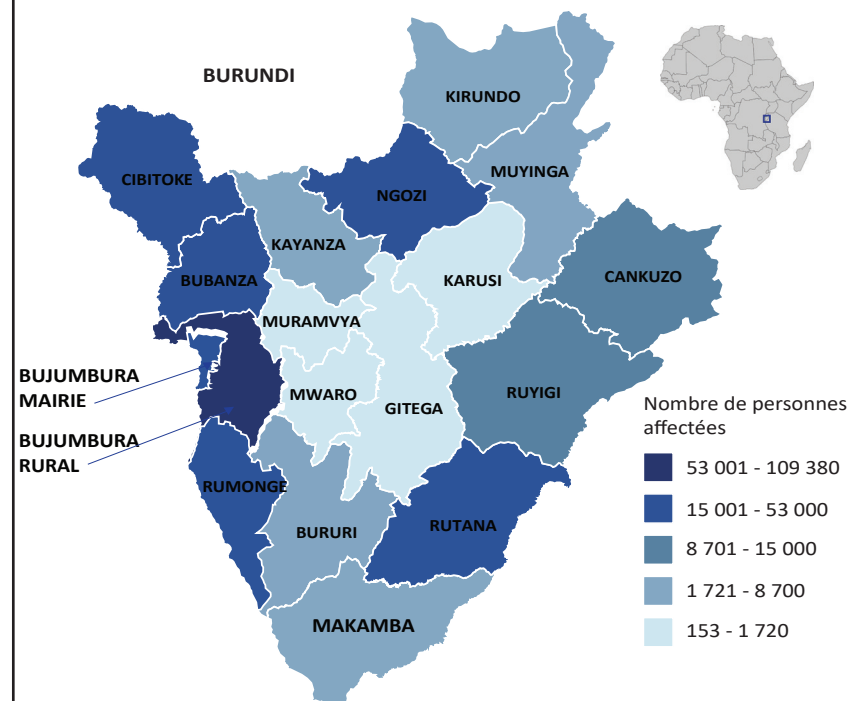 BURUNDI
KIRUNDO
MUYINGA
CIBITOKE
NGOZI
KAYANZA
BUBANZA
KARUSI
CANKUZO
MURAMVYA
BUJUMBURA
MAIRIE
MWARO
GITEGA
RUYIGI
BUJUMBURA
RURAL
RUMONGE
BURURI
RUTANA
MAKAMBA
Nombre de personnes
affectées
53 001 - 109 380
15 001 - 53 000
8 701 - 15 000
1 721 - 8 700
153 - 1 720